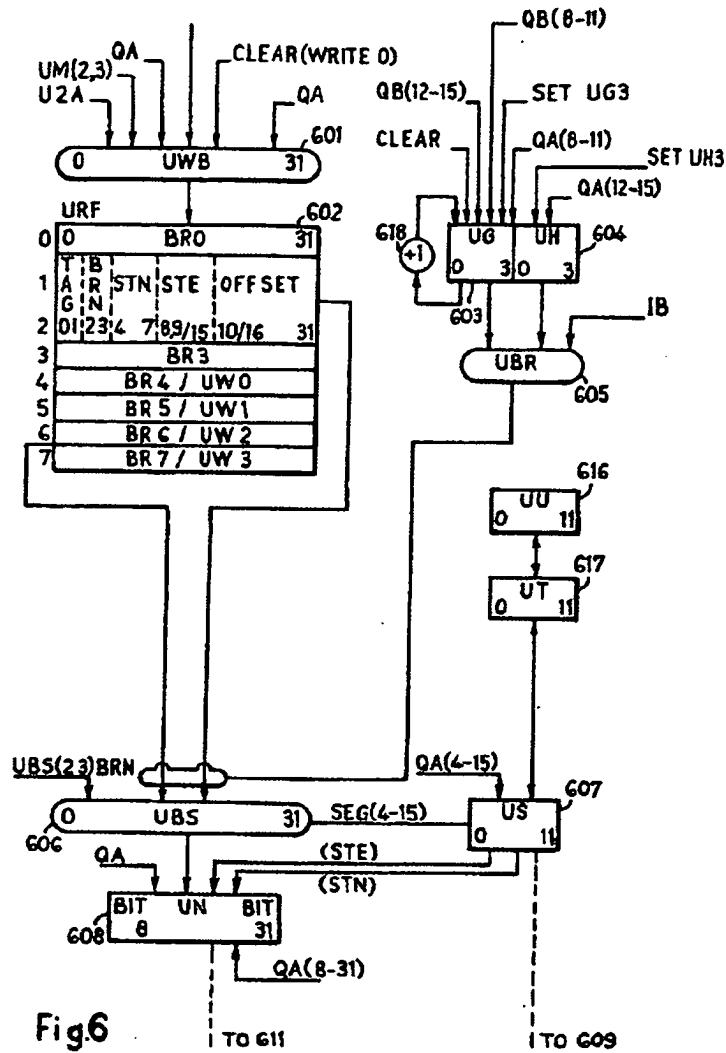 QB(8-11)
QA
CLEAR(WRITE 0)
UM(2,3)
U2A
QA
QB(12-15)
SET UG3
CLEAR
QA(8-11)
SET UH3
QA(12-15)
601
0 UWB 31
URF
602
0 0 BR0 31
1 TAG BRN STN STE OFFSET
2 01 23 4 7 8,9/15 10/16 31
3 BR3
4 BR4 / UW0
5 BR5 / UW1
6 BR6 / UW2
7 BR7 / UW3
618
+1
UG UH
0 3 0 3
603
604
IB
UBR
605
616
UU
0 11
617
UT
0 11
UBS(23)BRN
QA(4-15)
607
0 UBS 31
606
SEG(4-15)
US
0 11
QA
(STE)
(STN)
BIT UN BIT
8 31
608
QA(8-31)
Fig.6
TO 611
TO 609